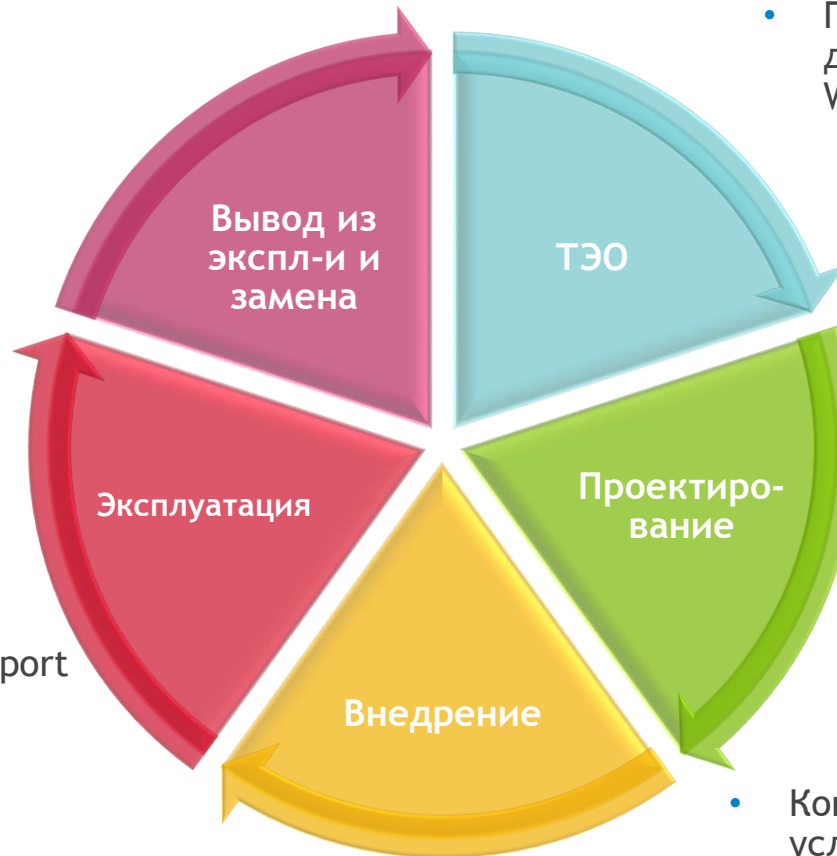 Вывод из
экспл-и и
замена
ТЭО
Эксплуатация
Проектиро-
вание
port
Внедрение